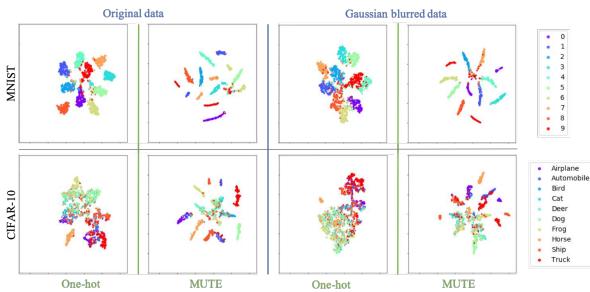 Original data
Gaussian blurred data
MNIST
0
1
2
3
4
5
6
7
8
9
CIFAR-10
Airplane
Automobile
Bird
Cat
Deer
Dog
Frog
Horse
Ship
Truck
One-hot
MUTE
One-hot
MUTE